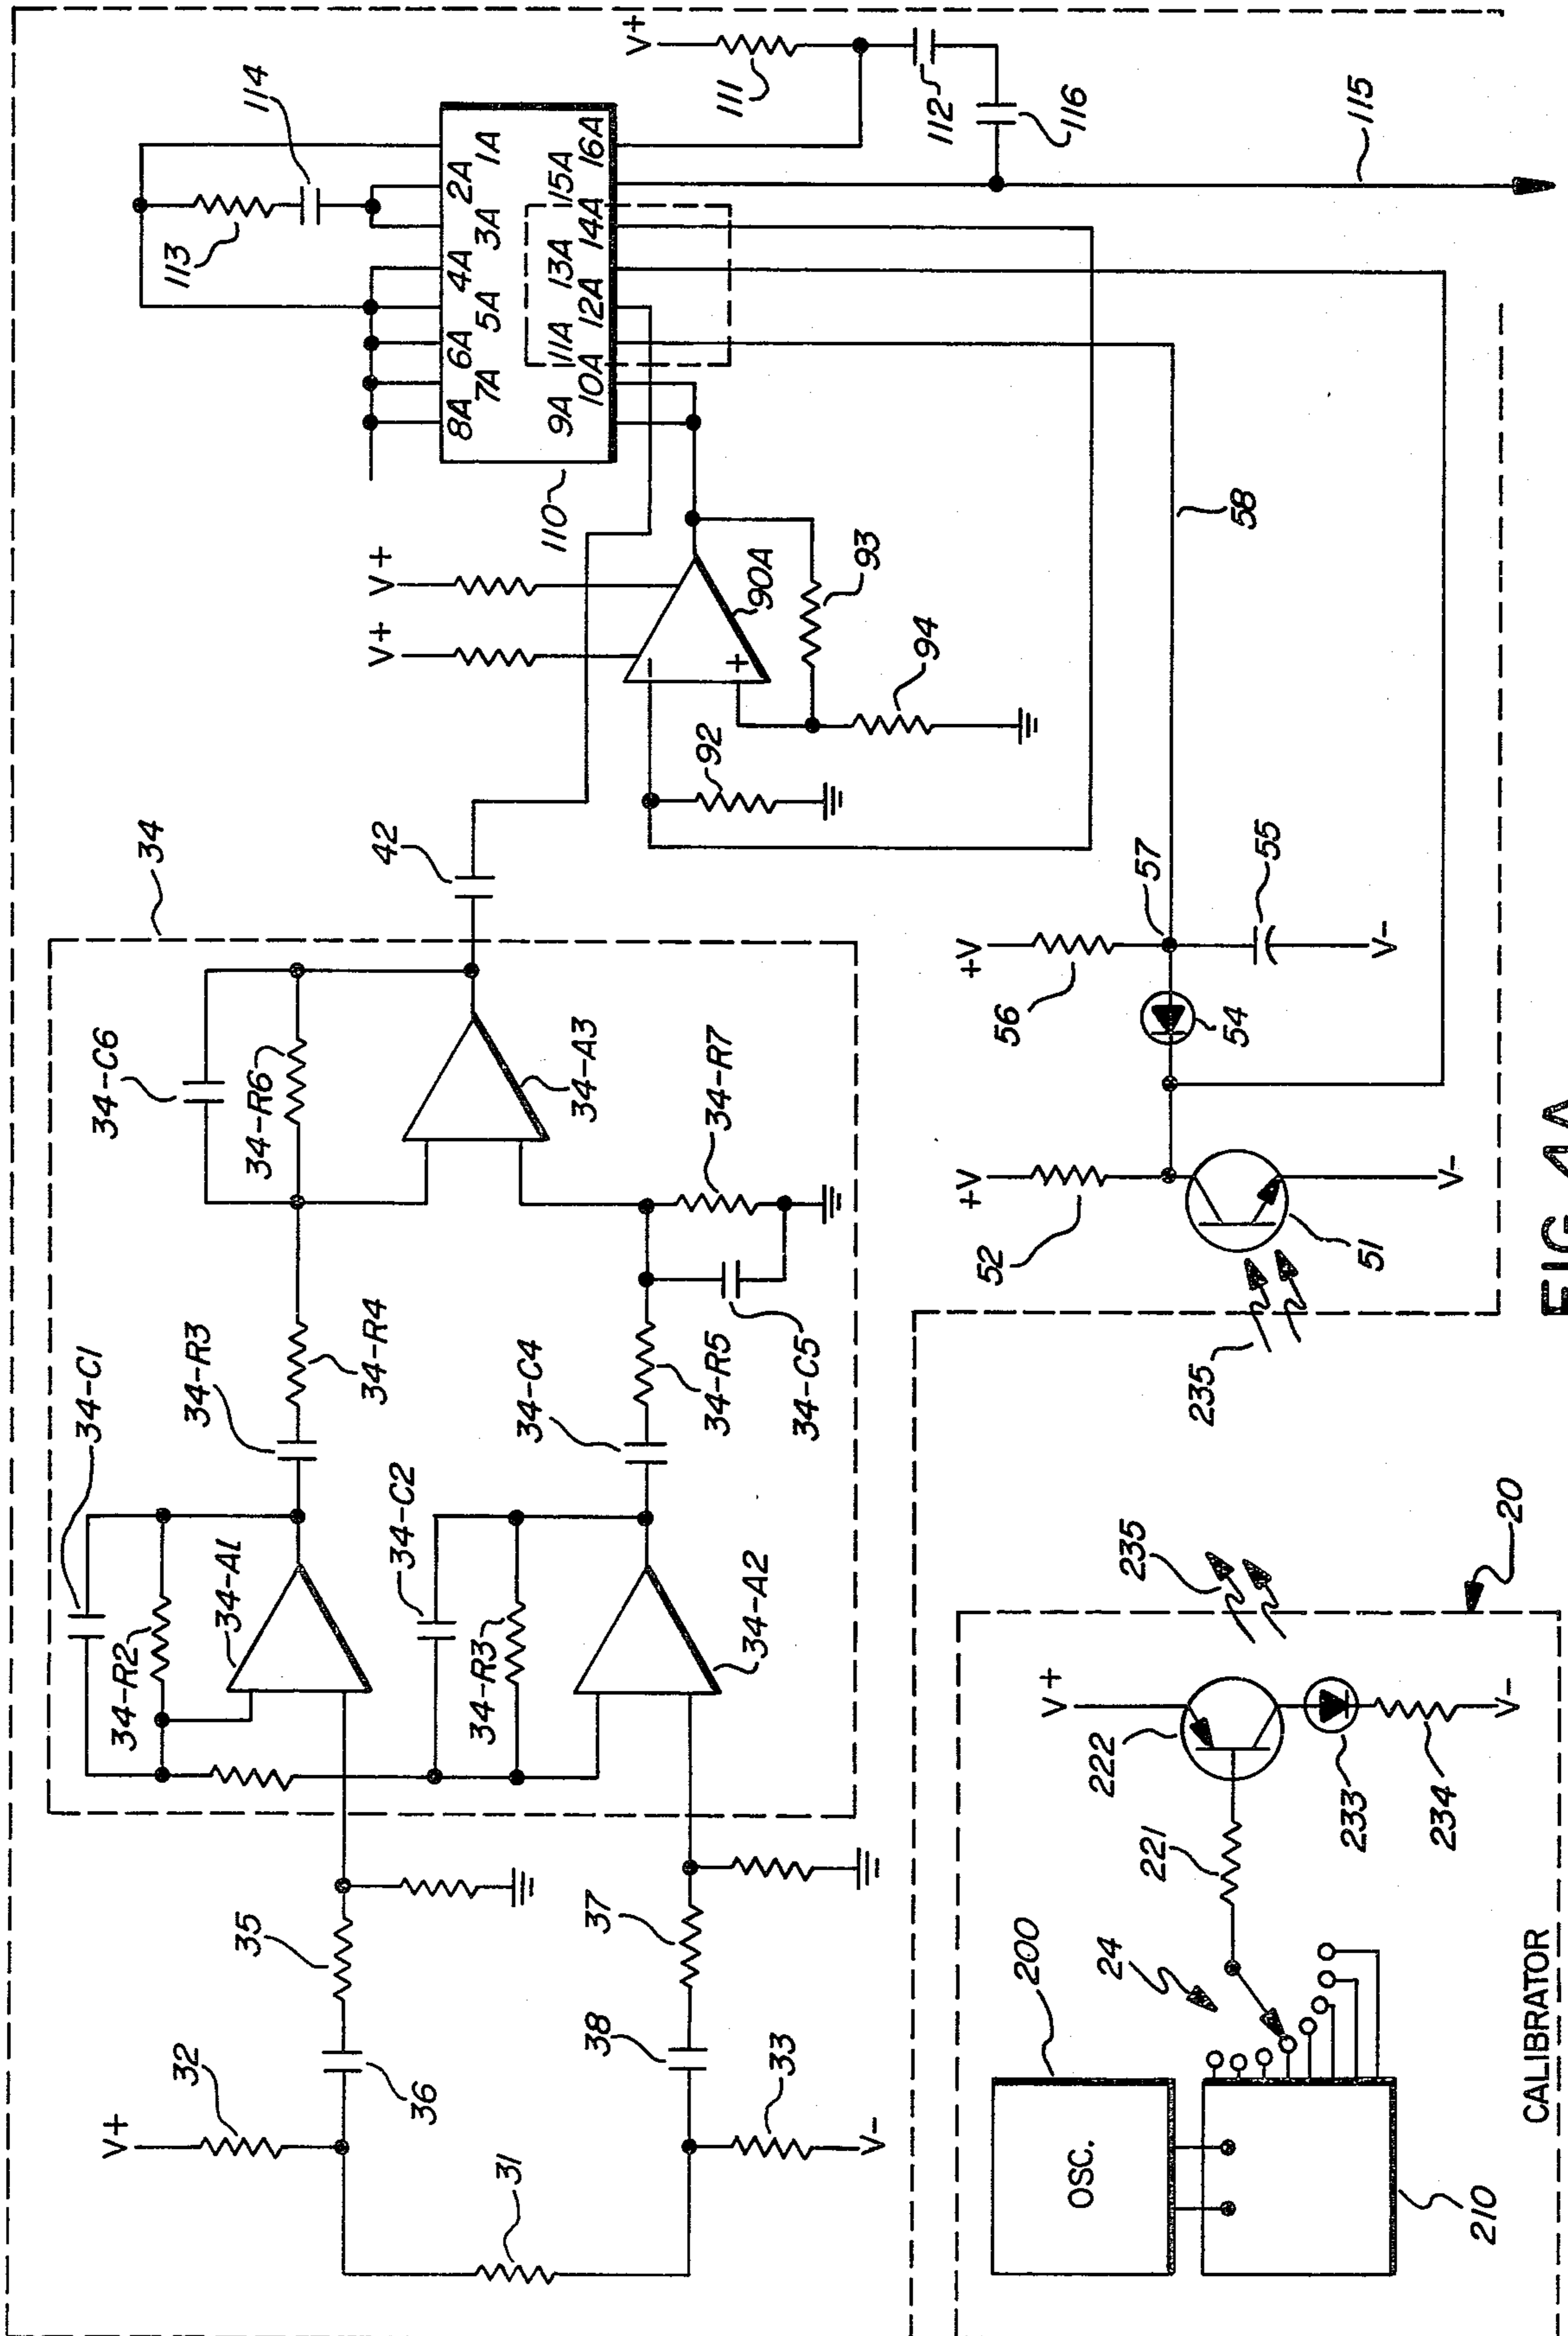 V+
32
36
31
38
33
V-
35
37
34
34-C1
34-R2
34-A1
34-R3
34-R4
34-C2
34-R3
34-A2
34-C4
34-R5
34-C5
34-C6
34-R6
34-A3
34-R7
42
V+
V+
90A
92
93
94
110
8A
7A
6A
5A
4A
3A
2A
1A
9A
10A
11A
12A
13A
14A
15A
16A
113
114
V+
111
112
116
115
−
+
235
52
+V
51
V-
54
56
+V
57
55
V-
58
200
OSC.
210
24
221
222
V+
233
234
V-
235
20
CALIBRATOR
FIG. 4A